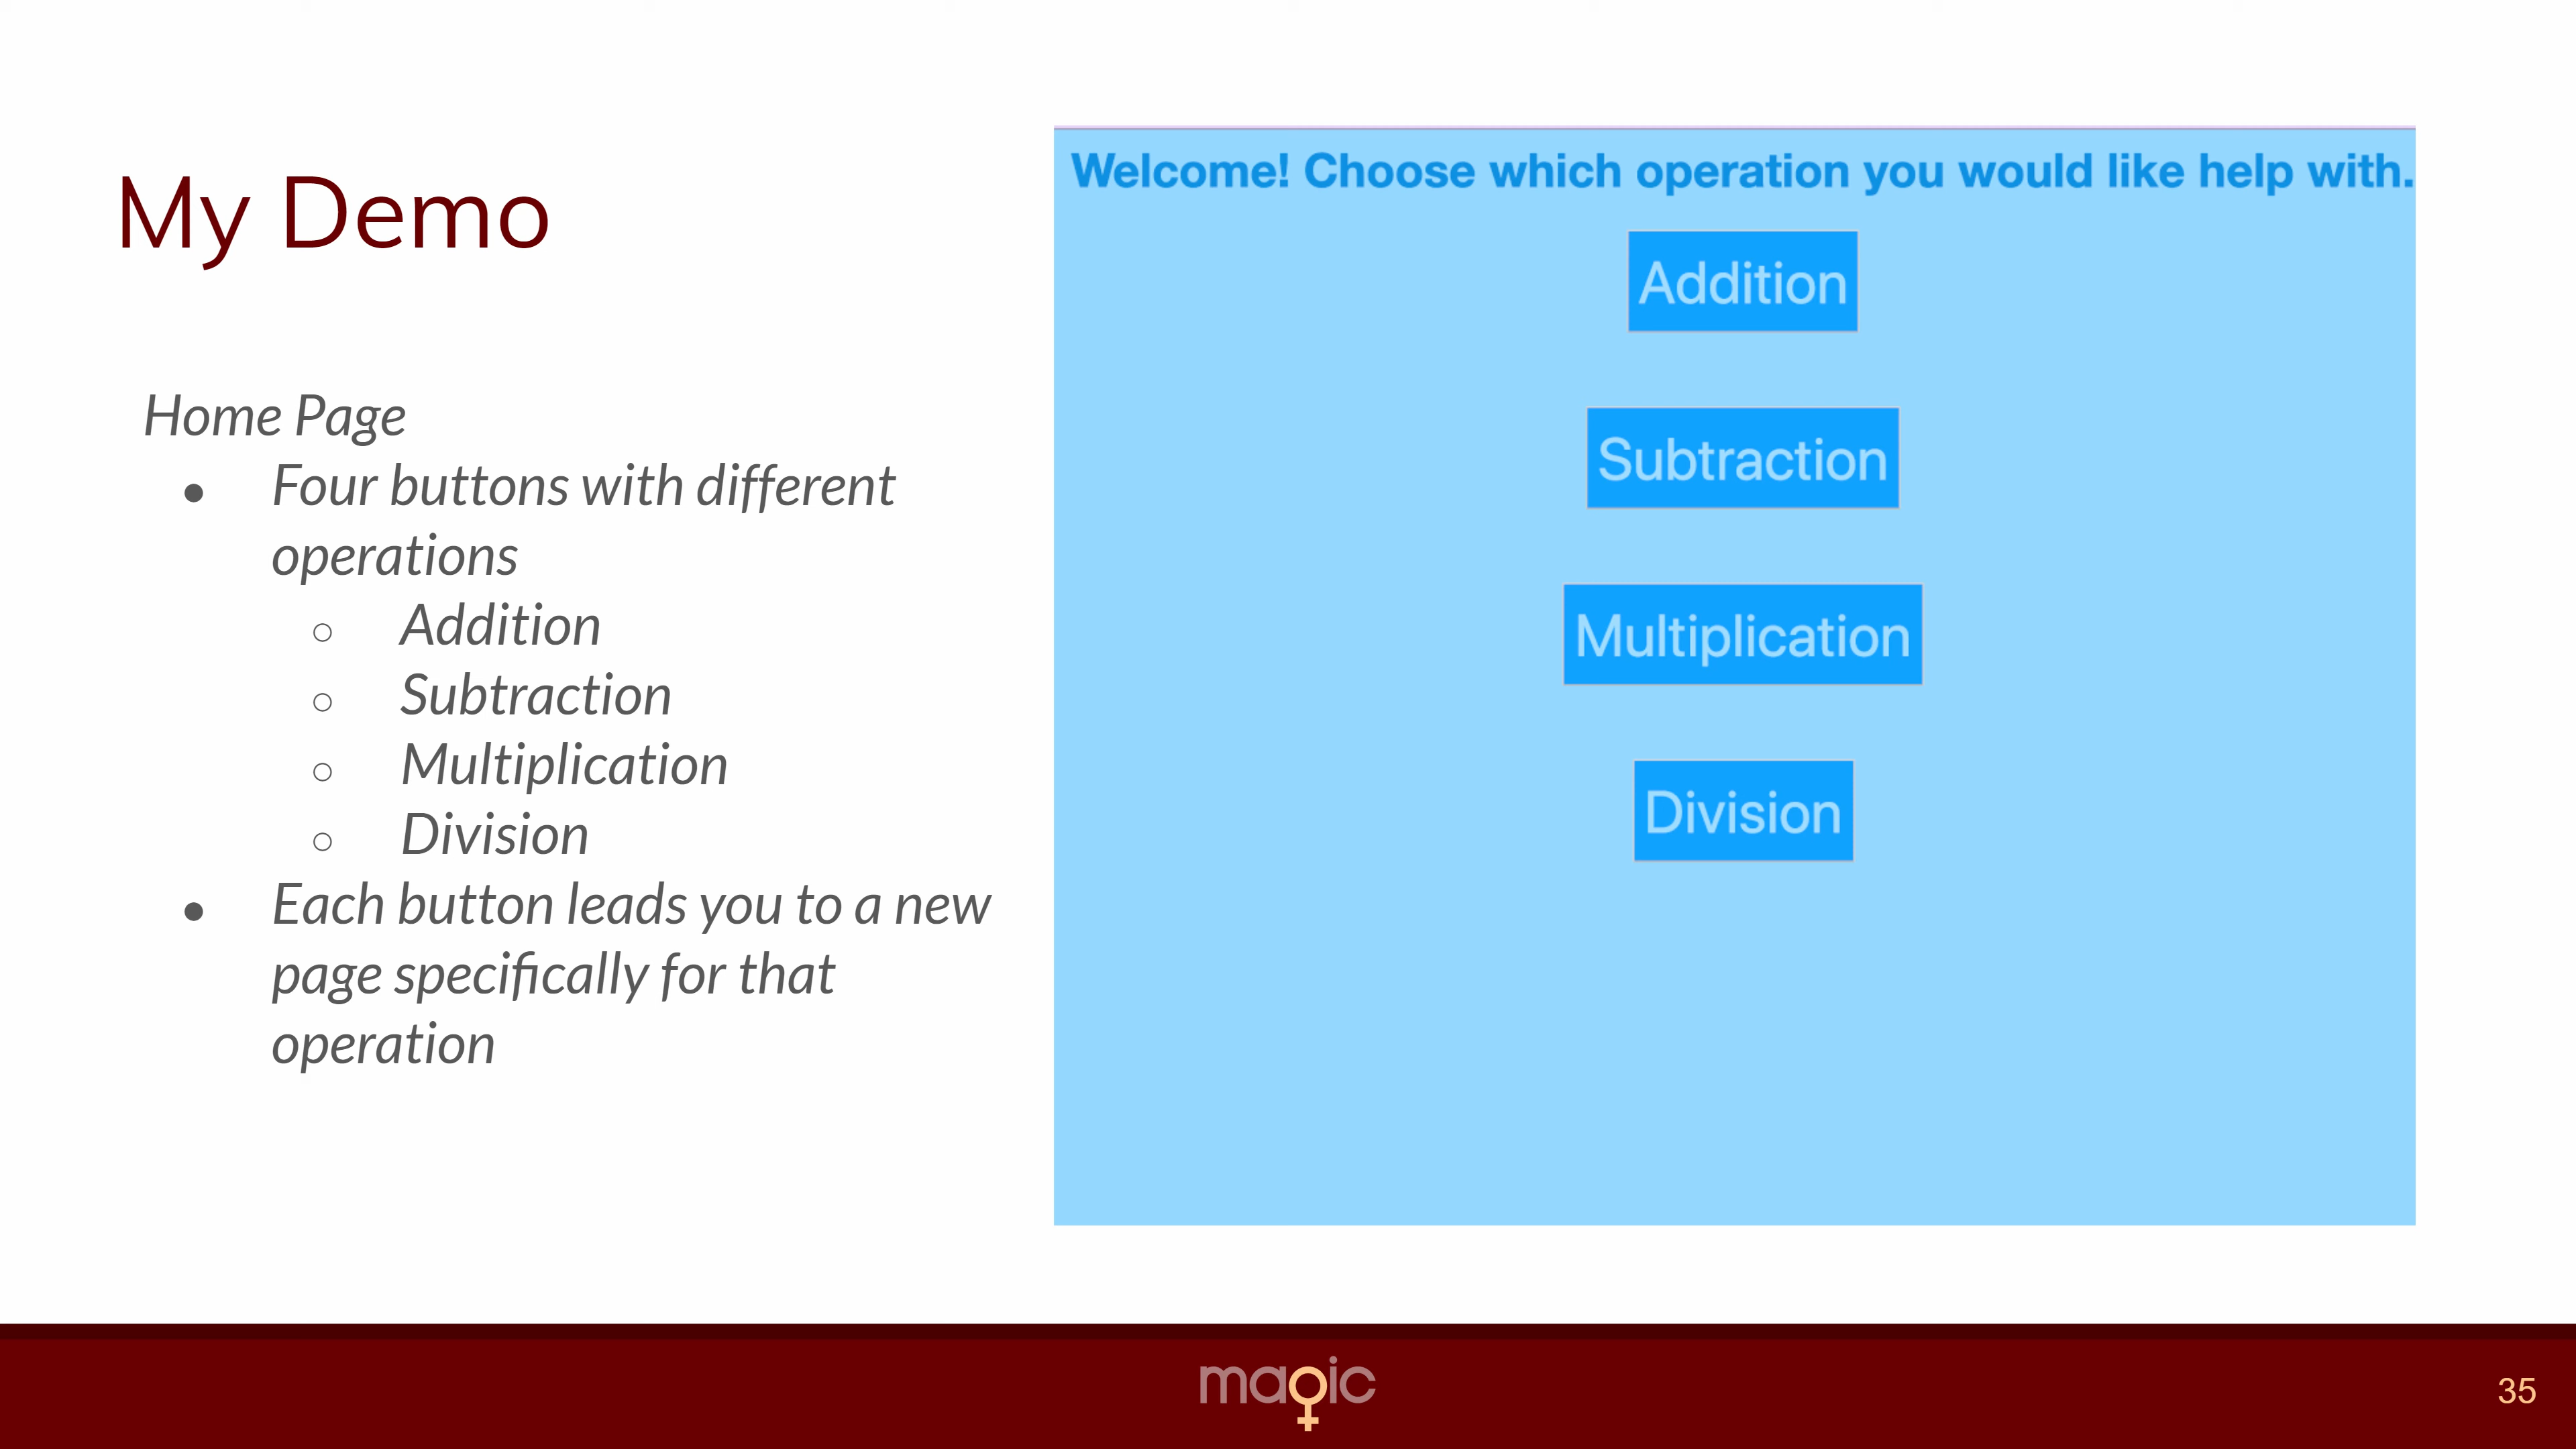 My Demo
Home Page
● Four buttons with different
operations
○ Addition
○ Subtraction
○ Multiplication
○ Division
● Each button leads you to a new
page specifically for that
operation
Welcome! Choose which operation you would like help with.
Addition
Subtraction
Multiplication
Division
magic
35